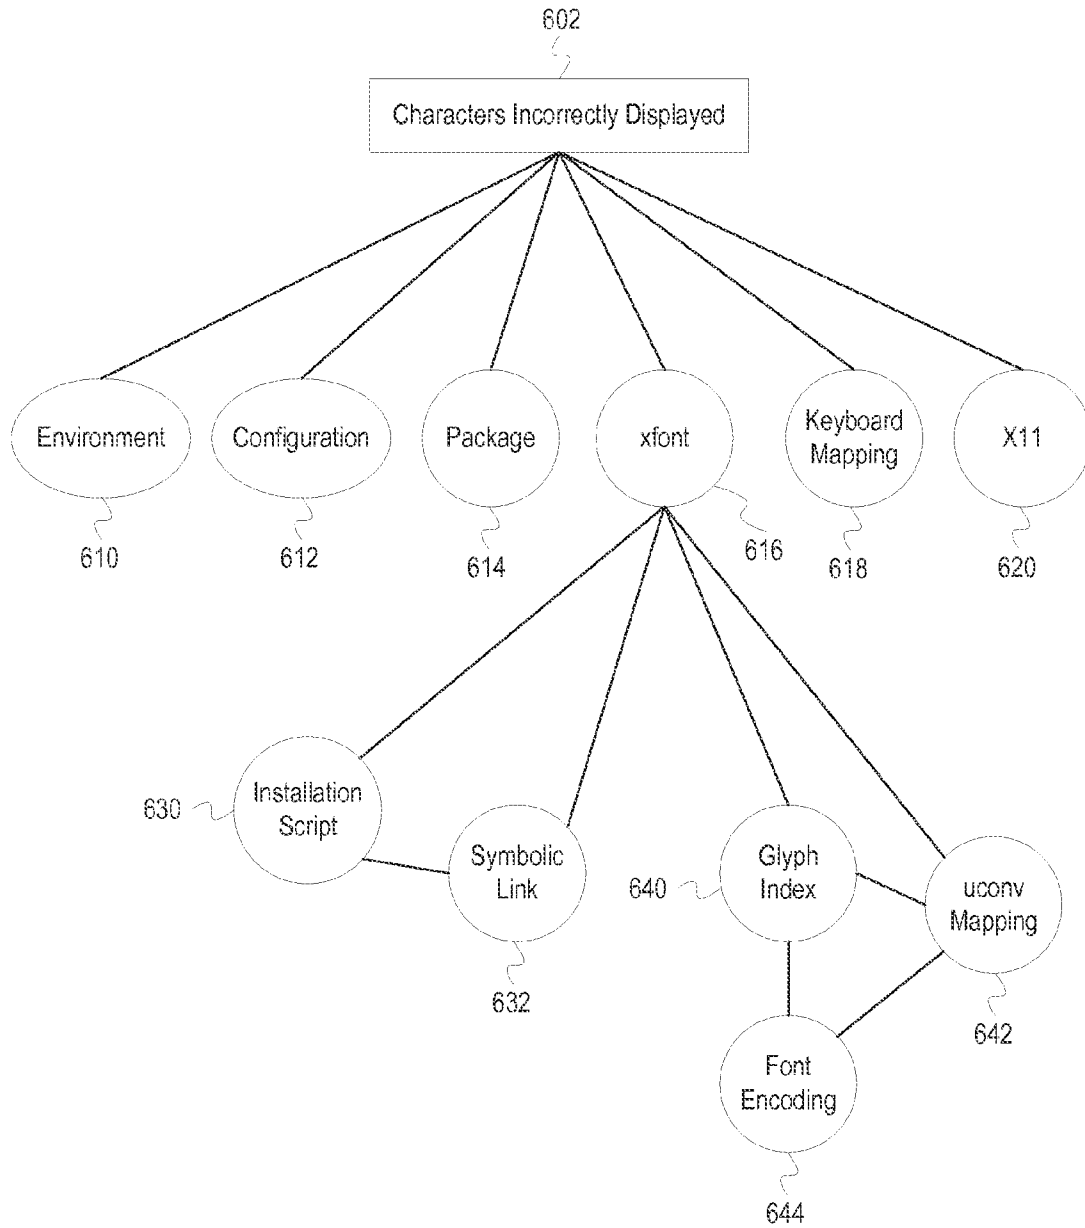 602
Characters Incorrectly Displayed
Environment
Configuration
Package
xfont
Keyboard
Mapping
X11
610
612
614
616
618
620
630
Installation
Script
Symbolic
Link
632
640
Glyph
Index
uconv
Mapping
642
Font
Encoding
644